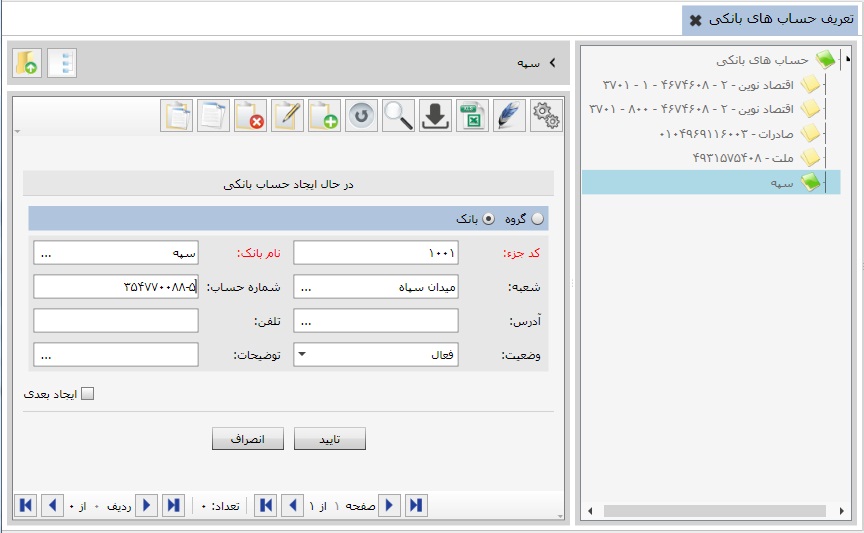 تعریف حساب های بانکی
حساب های بانکی
اقتصاد نوین - ۲ - ۴۶۷۴۶۰۸ - ۱ - ۳۷۰۱
اقتصاد نوین - ۲ - ۴۶۷۴۶۰۸ - ۸۰۰ - ۳۷۰۱
صادرات - ۰۱۰۴۹۶۹۱۱۶۰۰۳
ملت - ۴۹۳۱۵۷۵۴۰۸
سپه
سپه
در حال ایجاد حساب بانکی
گروه بانک
کد جزء: ۱۰۰۱ نام بانک: سپه ...
شعبه: میدان سپاه ... شماره حساب: ۳۵۴۷۷۰۰۸۸-۵
آدرس: ... تلفن:
وضعیت: فعال توضیحات: ...
ایجاد بعدی
تایید انصراف
صفحه ۱ از ۱ تعداد: ۰ ردیف ۰ از ۰